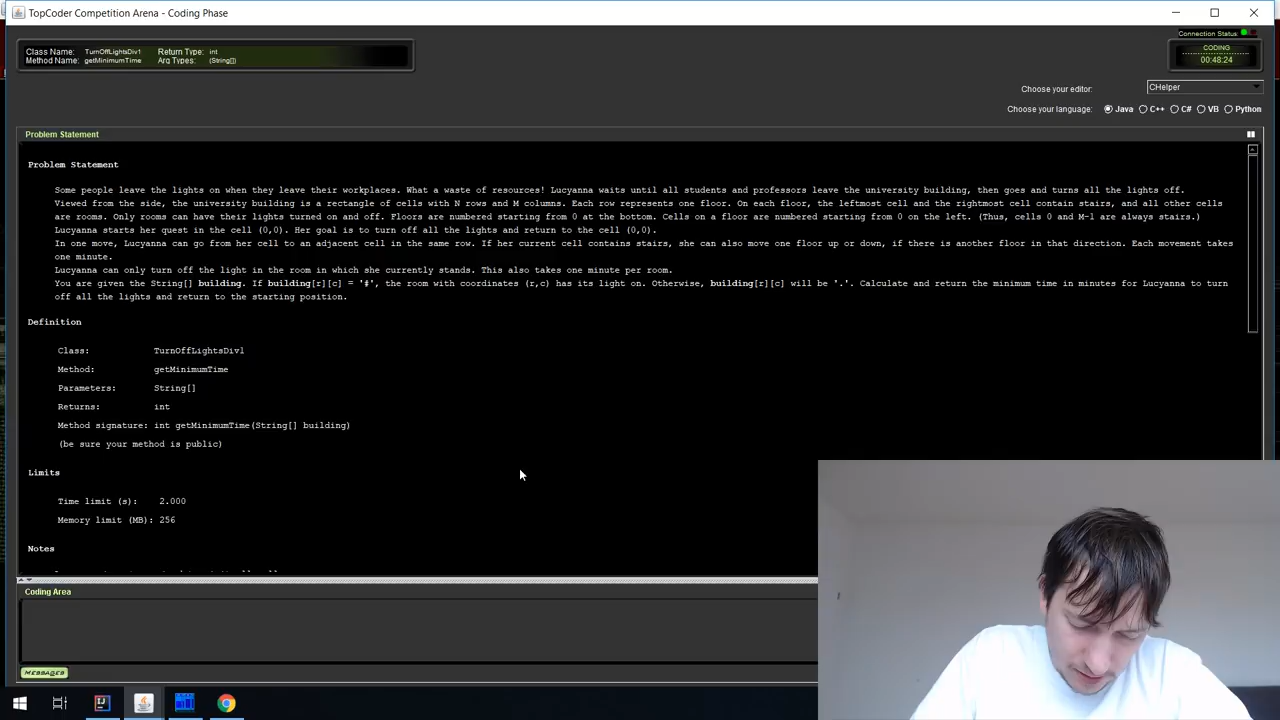 TopCoder Competition Arena - Coding Phase
Connection Status:
Class Name: TurnOffLightsDiv1 Return Type: int
Method Name: getMinimumTime Arg Types: (String[])
CODING
00:48:24
Choose your editor: CHelper
Choose your language: Java C++ C# VB Python
Problem Statement
Problem Statement
Some people leave the lights on when they leave their workplaces. What a waste of resources! Lucyanna waits until all students and professors leave the university building, then goes and turns all the lights off.
Viewed from the side, the university building is a rectangle of cells with N rows and M columns. Each row represents one floor. On each floor, the leftmost cell and the rightmost cell contain stairs, and all other cells
are rooms. Only rooms can have their lights turned on and off. Floors are numbered starting from 0 at the bottom. Cells on a floor are numbered starting from 0 on the left. (Thus, cells 0 and M-1 are always stairs.)
Lucyanna starts her quest in the cell (0,0). Her goal is to turn off all the lights and return to the cell (0,0).
In one move, Lucyanna can go from her cell to an adjacent cell in the same row. If her current cell contains stairs, she can also move one floor up or down, if there is another floor in that direction. Each movement takes
one minute.
Lucyanna can only turn off the light in the room in which she currently stands. This also takes one minute per room.
You are given the String[] building. If building[r][c] = '#', the room with coordinates (r,c) has its light on. Otherwise, building[r][c] will be '.'. Calculate and return the minimum time in minutes for Lucyanna to turn
off all the lights and return to the starting position.
Definition
Class: TurnOffLightsDiv1
Method: getMinimumTime
Parameters: String[]
Returns: int
Method signature: int getMinimumTime(String[] building)
(be sure your method is public)
Limits
Time limit (s): 2.000
Memory limit (MB): 256
Notes
Coding Area
MESSAGES